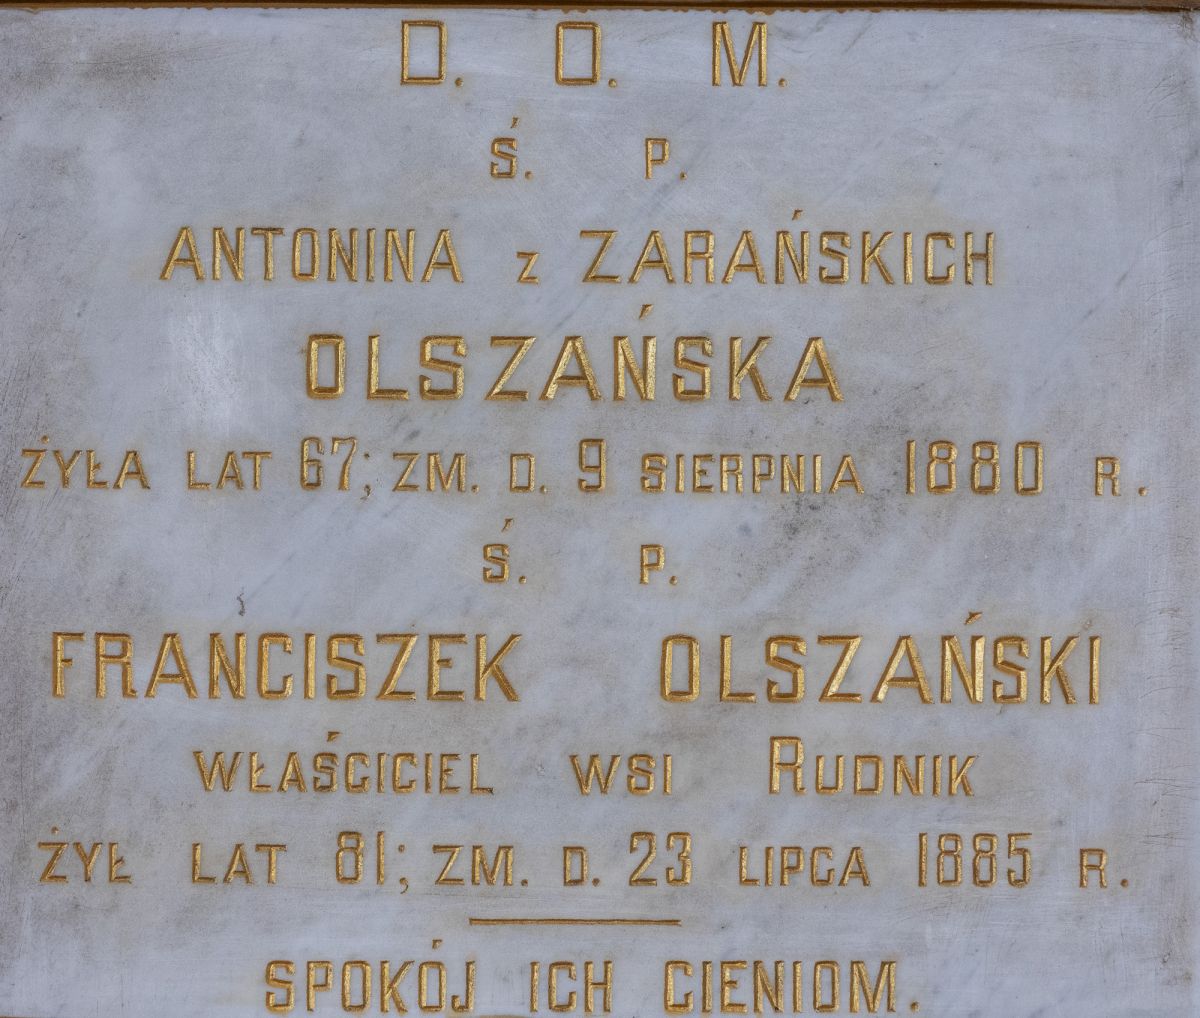 D. O. M.
Ś. P.
ANTONINA z ZARAŃSKICH
OLSZAŃSKA
ŻYŁA LAT 67; ZM. D. 9 SIERPNIA 1880 R.
Ś. P.
FRANCISZEK OLSZAŃSKI
WŁAŚCICIEL WSI RUDNIK
ŻYŁ LAT 81; ZM. D. 23 LIPCA 1885 R.
SPOKÓJ ICH CIENIOM.